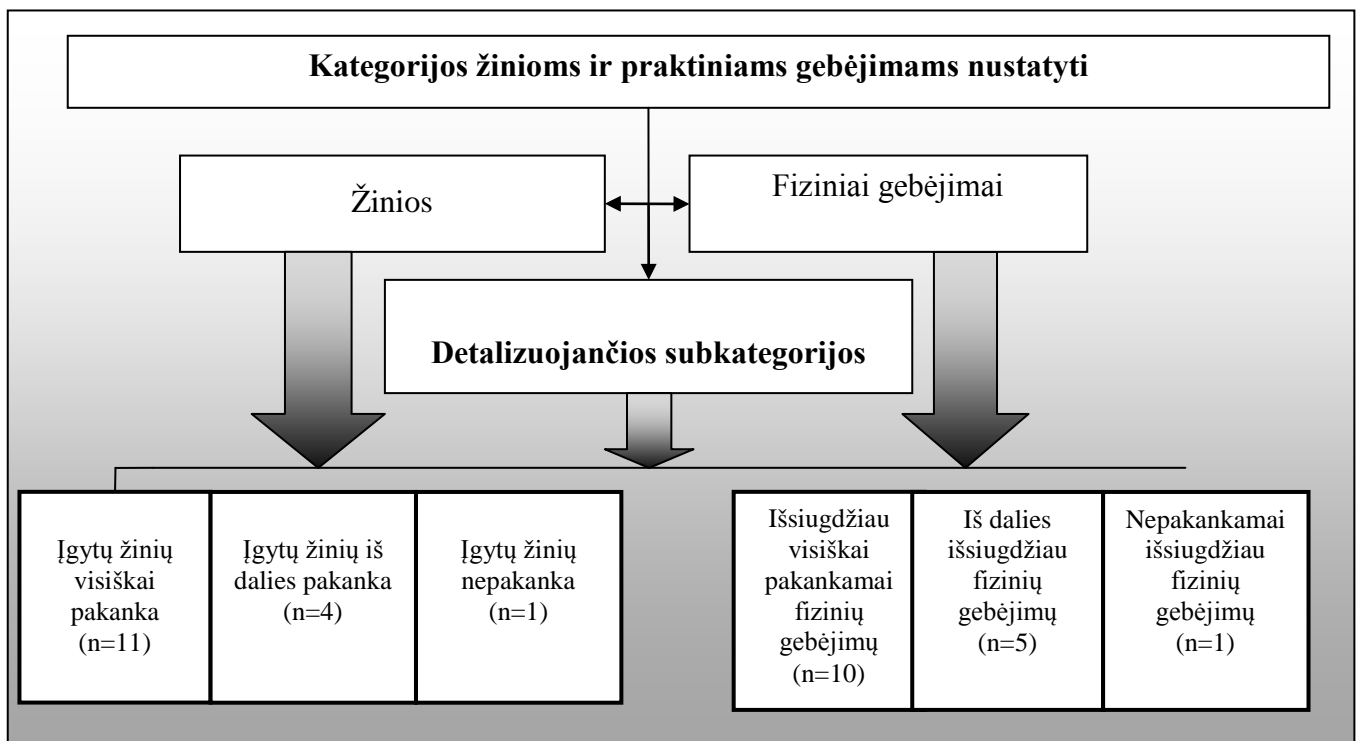 Kategorijos žinioms ir praktiniams gebėjimams nustatyti
Žinios
Fiziniai gebėjimai
Detalizuojančios subkategorijos
Įgytų žinių
visiškai
pakanka
(n=11)
Įgytų žinių iš
dalies pakanka
(n=4)
Įgytų žinių
nepakanka
(n=1)
Išsiugdžiau
visiškai
pakankamai
fizinių
gebėjimų
(n=10)
Iš dalies
išsiugdžiau
fizinių
gebėjimų
(n=5)
Nepakankamai
išsiugdžiau
fizinių
gebėjimų
(n=1)